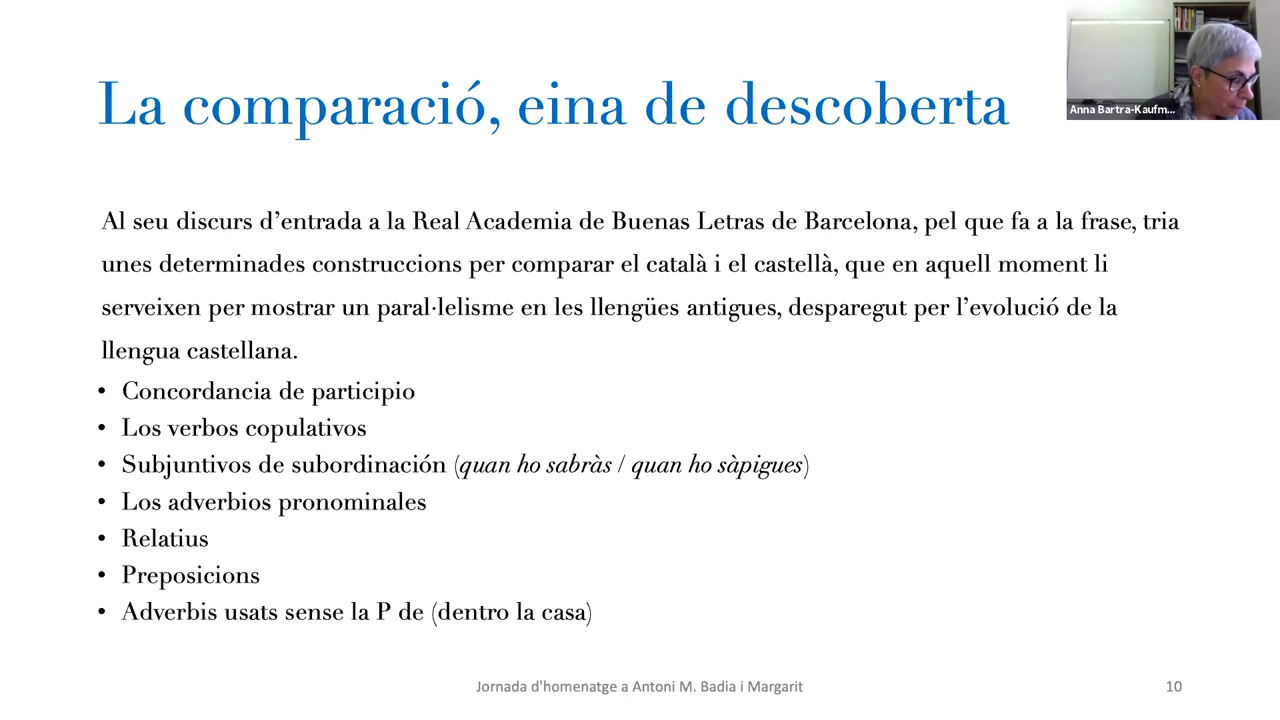 La comparació, eina de descoberta
Anna Bartra-Kaufm...
Al seu discurs d’entrada a la Real Academia de Buenas Letras de Barcelona, pel que fa a la frase, tria
unes determinades construccions per comparar el català i el castellà, que en aquell moment li
serveixen per mostrar un paral·lelisme en les llengües antigues, desparegut per l’evolució de la
llengua castellana.
• Concordancia de participio
• Los verbos copulativos
• Subjuntivos de subordinación (quan ho sabràs / quan ho sàpigues)
• Los adverbios pronominales
• Relatius
• Preposicions
• Adverbis usats sense la P de (dentro la casa)
Jornada d'homenatge a Antoni M. Badia i Margarit
10